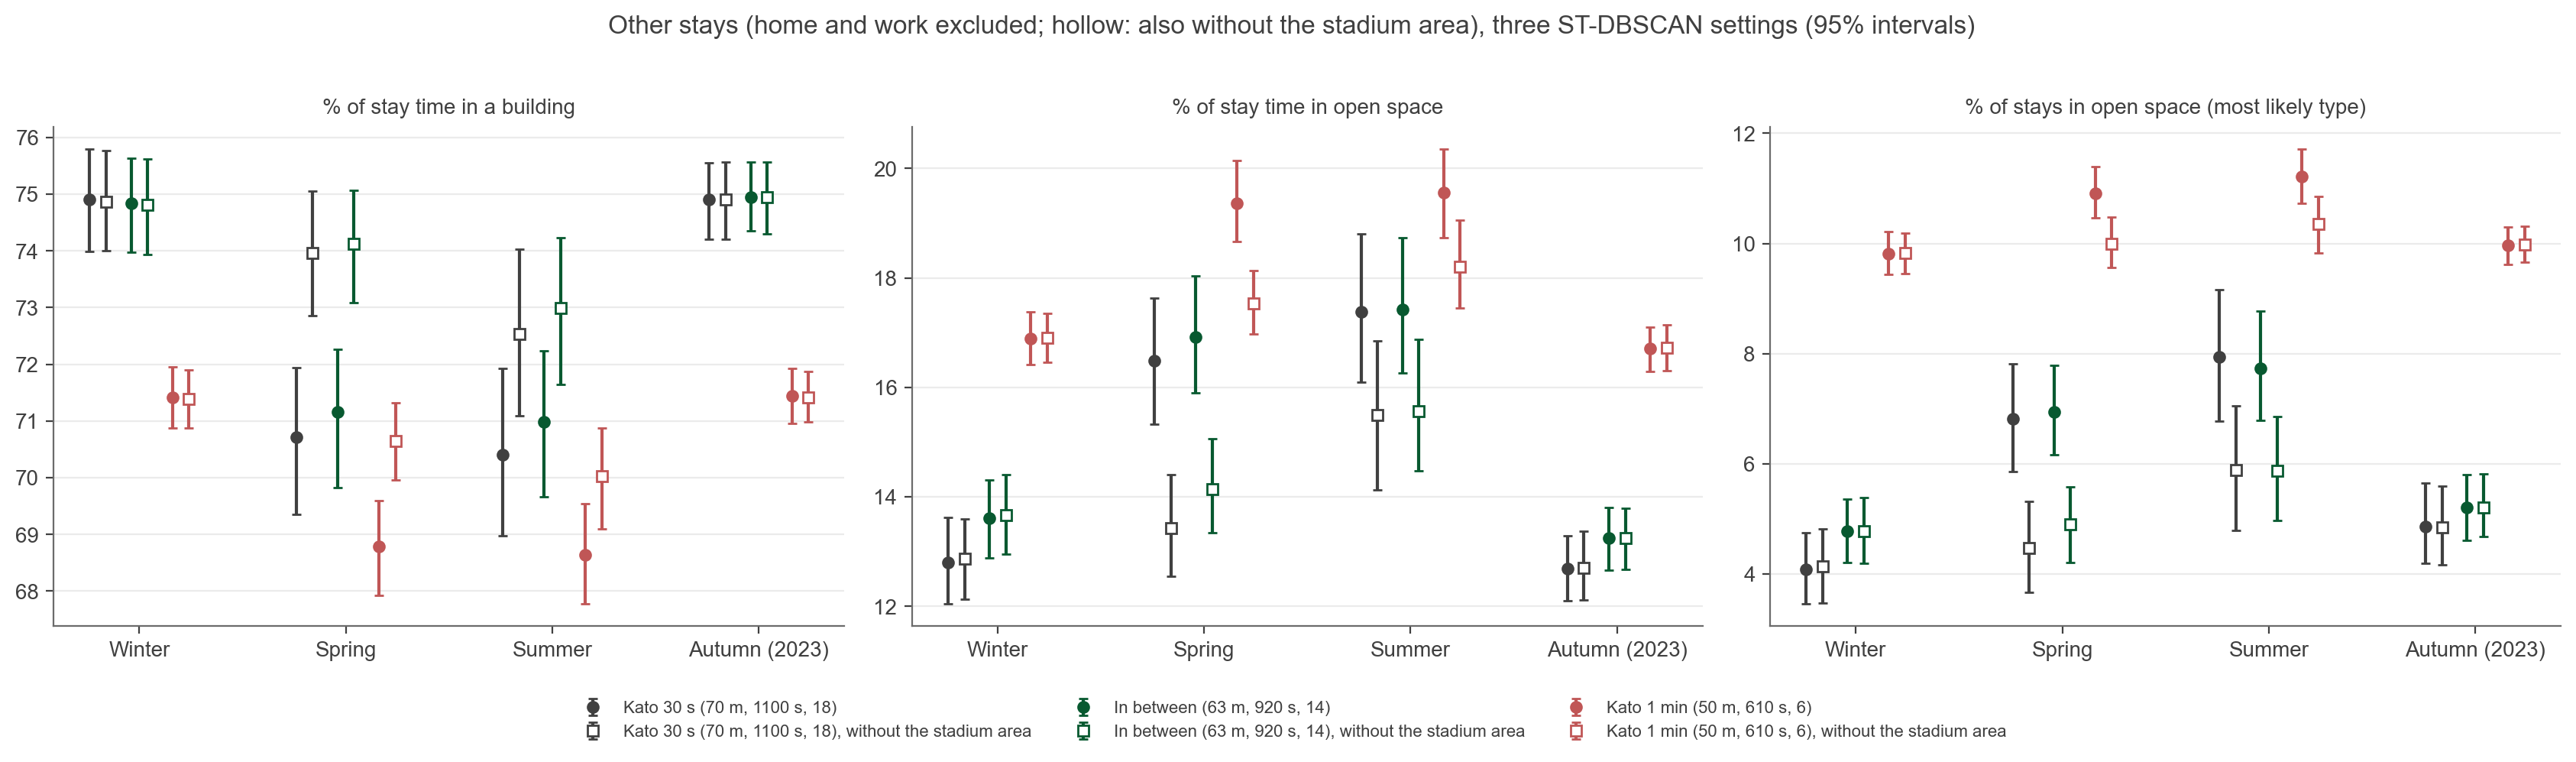 Other stays (home and work excluded; hollow: also without the stadium area), three ST-DBSCAN settings (95% intervals)
% of stay time in a building
76
75
74
73
72
71
70
69
68
Winter
Spring
Summer
Autumn (2023)
% of stay time in open space
20
18
16
14
12
Winter
Spring
Summer
Autumn (2023)
% of stays in open space (most likely type)
12
10
8
6
4
Winter
Spring
Summer
Autumn (2023)
Kato 30 s (70 m, 1100 s, 18)
Kato 30 s (70 m, 1100 s, 18), without the stadium area
In between (63 m, 920 s, 14)
In between (63 m, 920 s, 14), without the stadium area
Kato 1 min (50 m, 610 s, 6)
Kato 1 min (50 m, 610 s, 6), without the stadium area